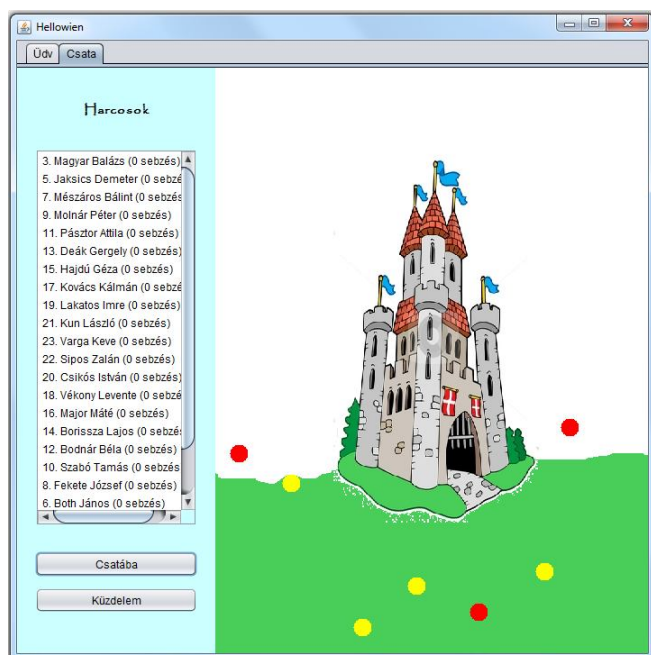 Hellowien
Üdv Csata
Harcosok
3. Magyar Balázs (0 sebzés)
5. Jaksics Demeter (0 sebzé
7. Mészáros Bálint (0 sebzés
9. Molnár Péter (0 sebzés)
11. Pásztor Attila (0 sebzés)
13. Deák Gergely (0 sebzés)
15. Hajdú Géza (0 sebzés)
17. Kovács Kálmán (0 sebzé
19. Lakatos Imre (0 sebzés)
21. Kun László (0 sebzés)
23. Varga Keve (0 sebzés)
22. Sipos Zalán (0 sebzés)
20. Csikós István (0 sebzés)
18. Vékony Levente (0 sebzé
16. Major Máté (0 sebzés)
14. Borissza Lajos (0 sebzés
12. Bodnár Béla (0 sebzés)
10. Szabó Tamás (0 sebzés
8. Fekete József (0 sebzés)
6. Both János (0 sebzés)
Csatába
Küzdelem